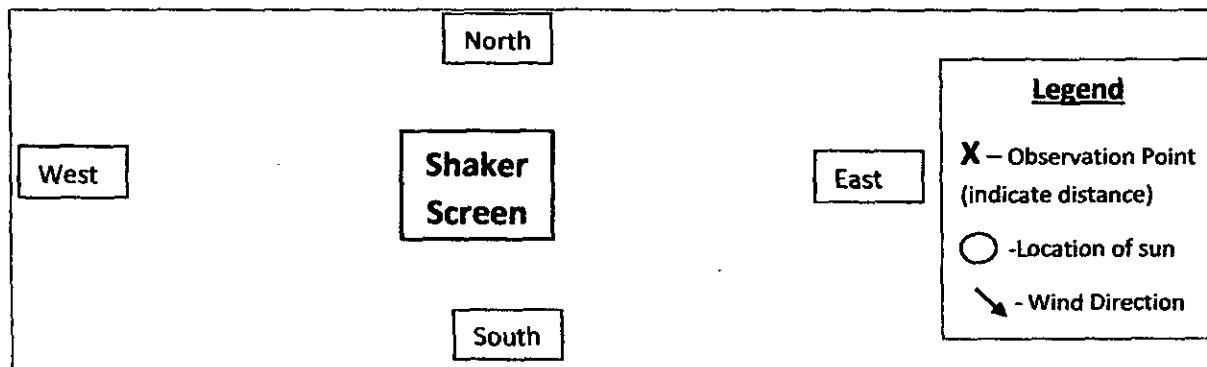 North
Legend
X – Observation Point
(indicate distance)
-Location of sun
- Wind Direction
West
Shaker
Screen
East
South